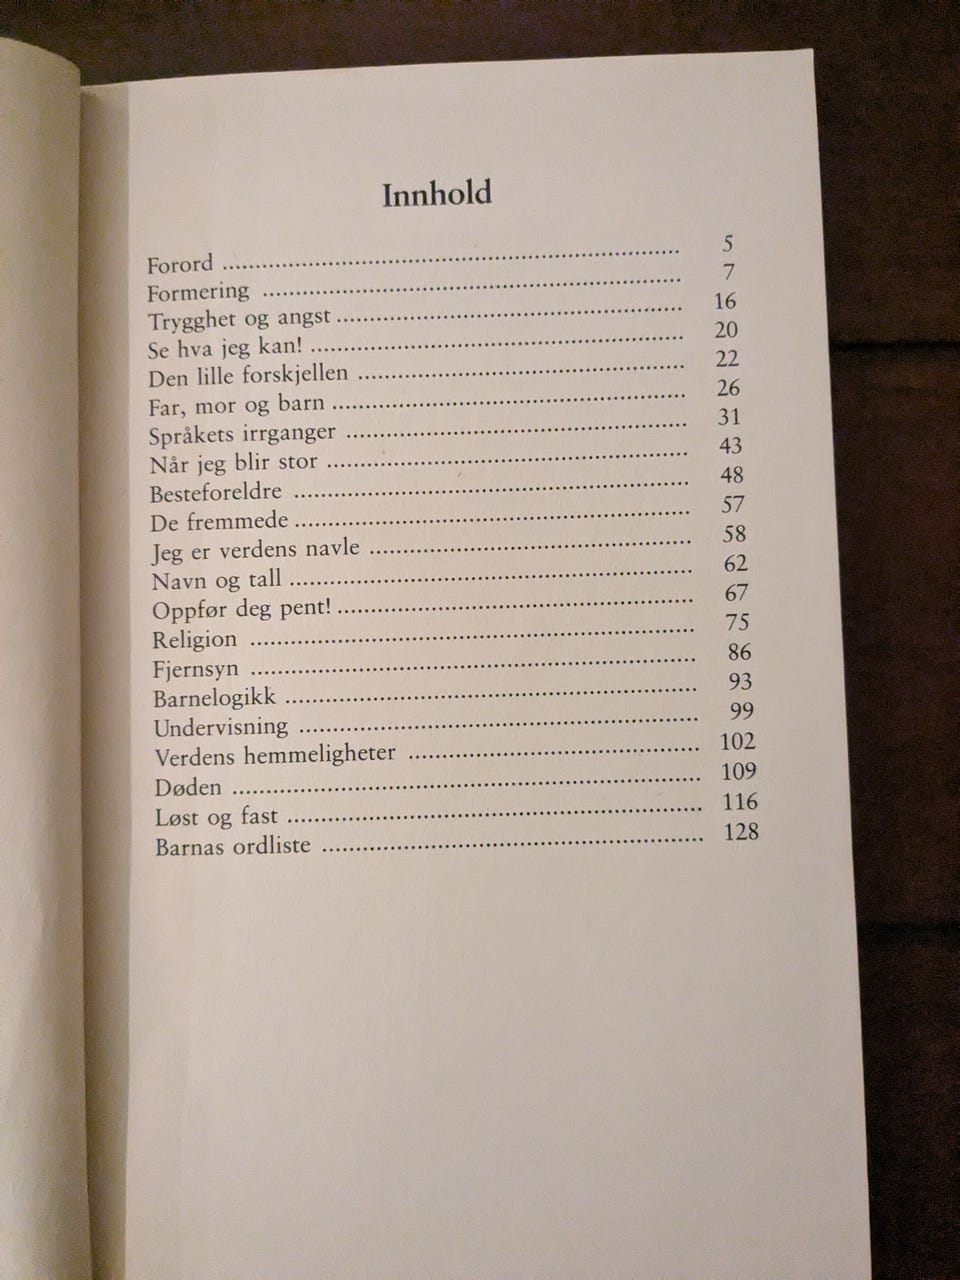 Innhold
Forord ........................................ 5
Formering ........................................ 7
Trygghet og angst ........................................ 16
Se hva jeg kan! ........................................ 20
Den lille forskjellen ........................................ 22
Far, mor og barn ........................................ 26
Språkets irrganger ........................................ 31
Når jeg blir stor ........................................ 43
Besteforeldre ........................................ 48
De fremmede ........................................ 57
Jeg er verdens navle ........................................ 58
Navn og tall ........................................ 62
Oppfør deg pent! ........................................ 67
Religion ........................................ 75
Fjernsyn ........................................ 86
Barnelogikk ........................................ 93
Undervisning ........................................ 99
Verdens hemmeligheter ........................................ 102
Døden ........................................ 109
Løst og fast ........................................ 116
Barnas ordliste ........................................ 128